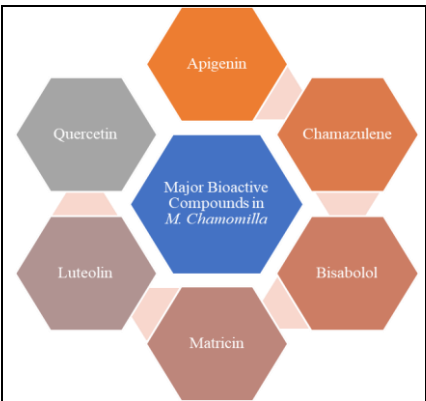 Apigenin
Chamazulene
Bisabolol
Matricin
Luteolin
Quercetin
Major Bioactive
Compounds in
M. Chamomilla